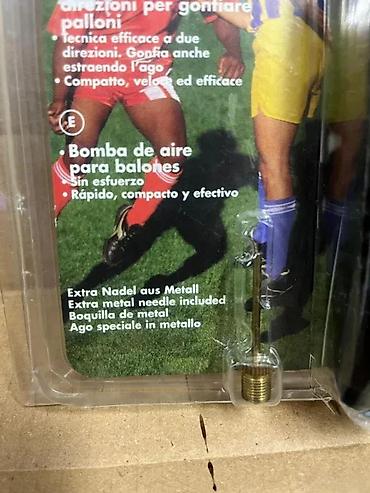 direzioni per gonfiare
palloni
• Tecnica efficace a due
direzioni. Gonfia anche
estraendo l'ago
• Compatto, veloce ed efficace
E
• Bomba de aire
para balones
• Sin esfuerzo
• Rápido, compacto y efectivo
Extra Nadel aus Metall
Extra metal needle included
Boquilla de metal
Ago speciale in metallo